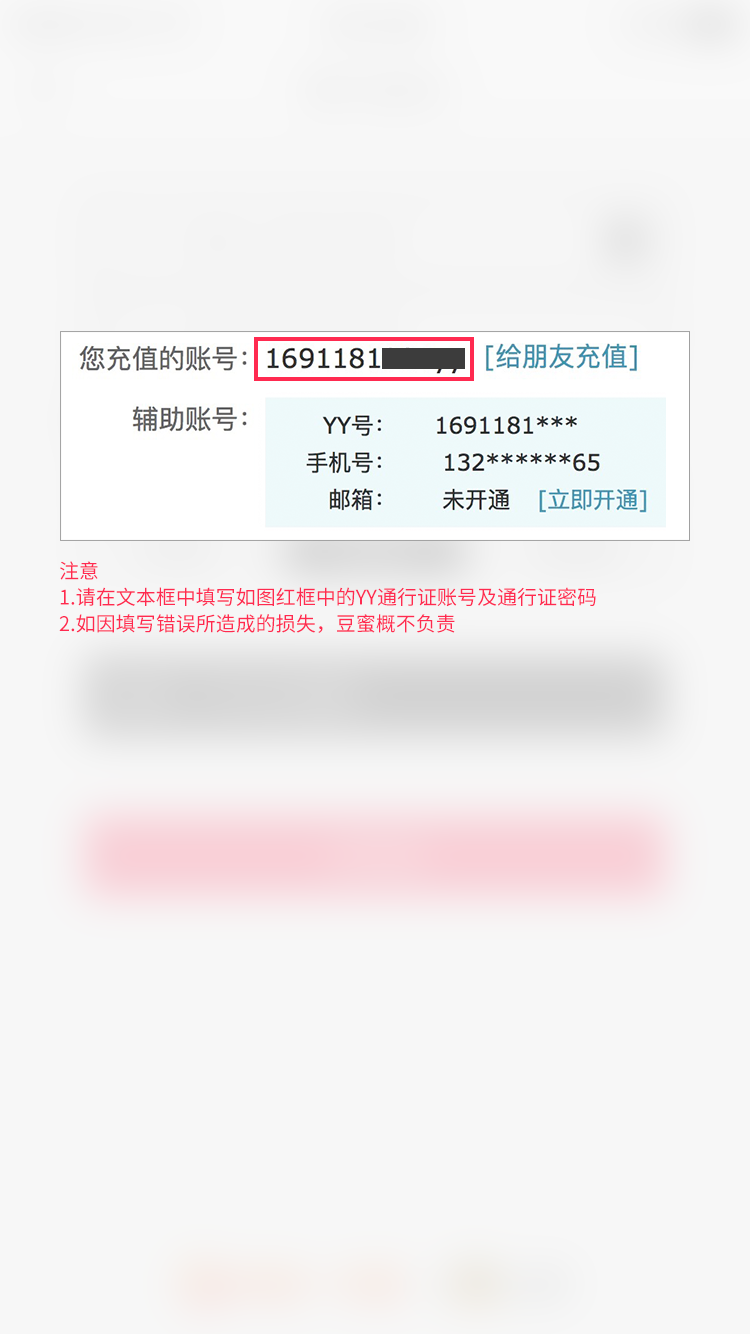 您充值的账号：1691181 [给朋友充值]
辅助账号：
YY号： 1691181***
手机号： 132******65
邮箱： 未开通 [立即开通]
注意
1.请在文本框中填写如图红框中的YY通行证账号及通行证密码
2.如因填写错误所造成的损失，豆蜜概不负责